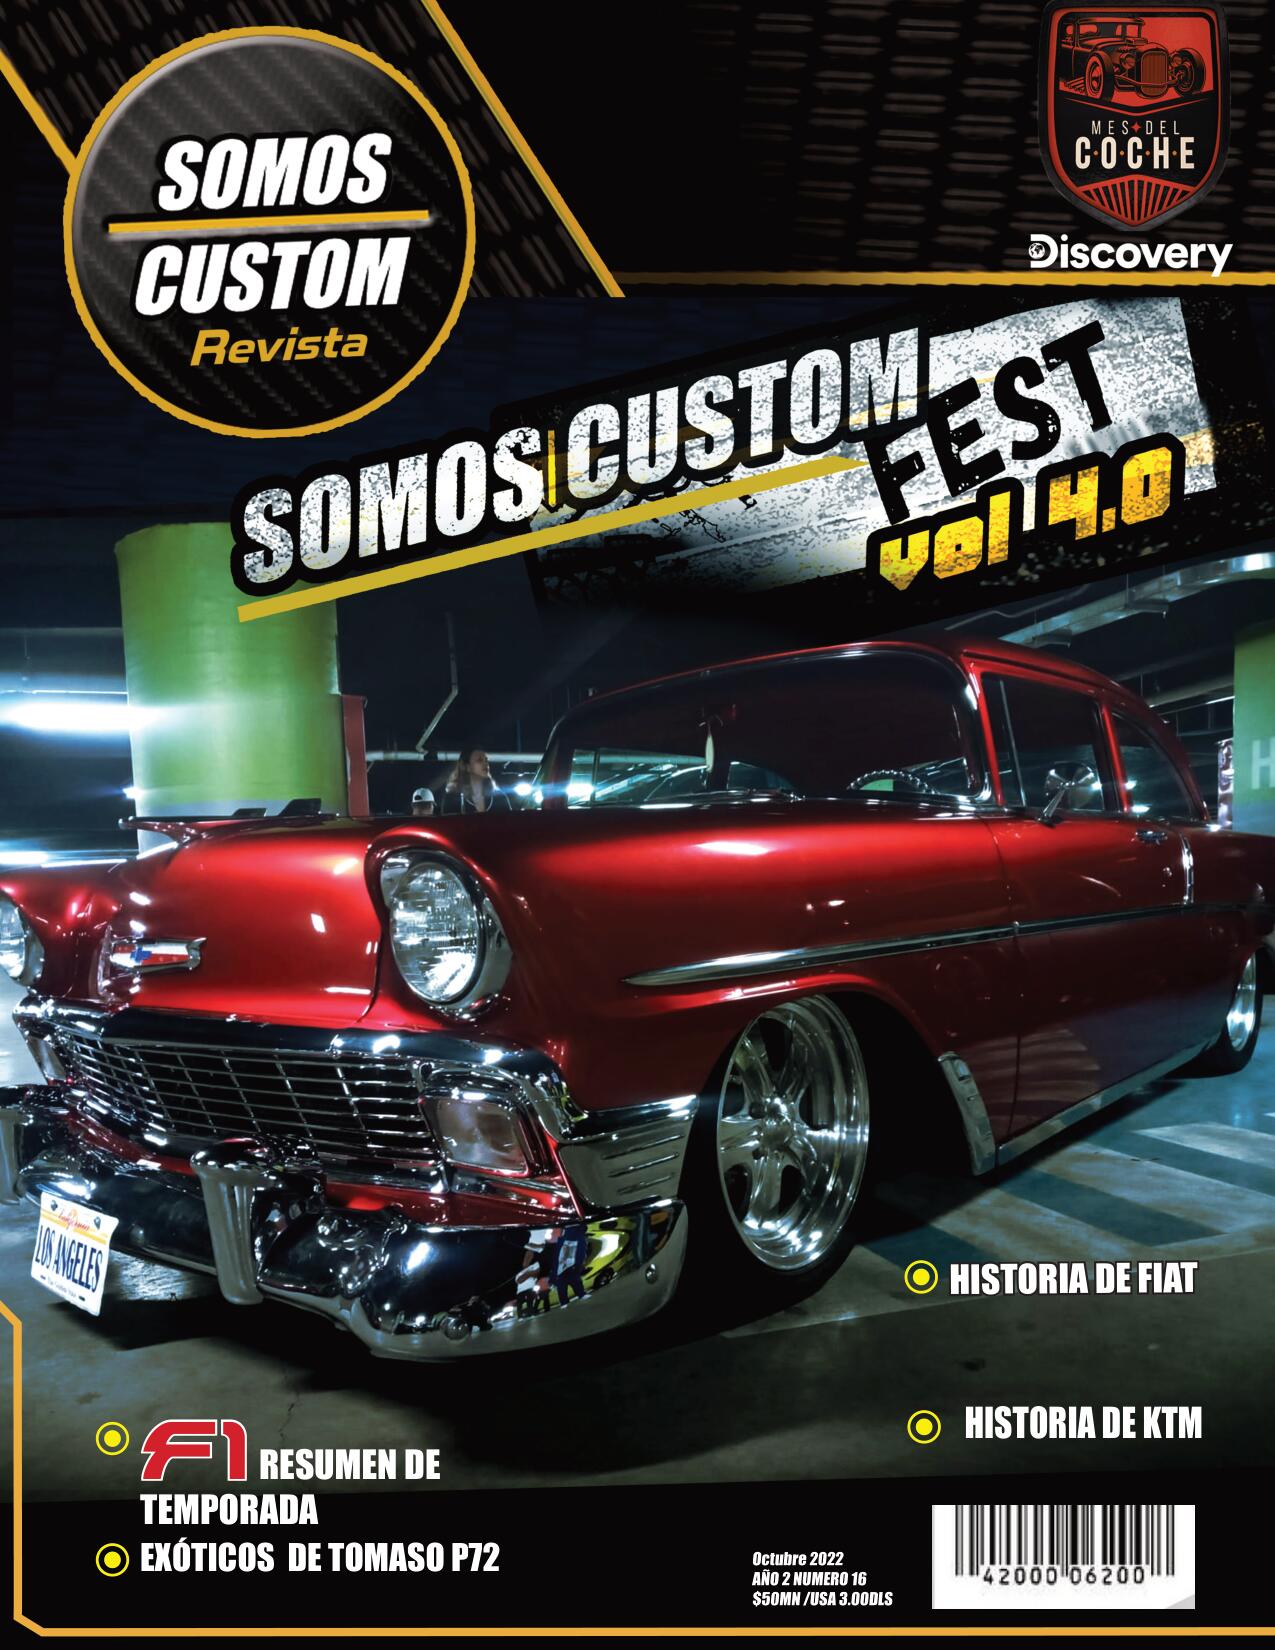 SOMOS
CUSTOM
Revista
MES DEL
C·O·C·H·E
Discovery
SOMOS CUSTOM
FEST
vol 4.0
LOS ANGELES
HISTORIA DE FIAT
HISTORIA DE KTM
F1 RESUMEN DE
TEMPORADA
EXÓTICOS DE TOMASO P72
Octubre 2022
AÑO 2 NUMERO 16
$50MN /USA 3.00DLS
42000 06200